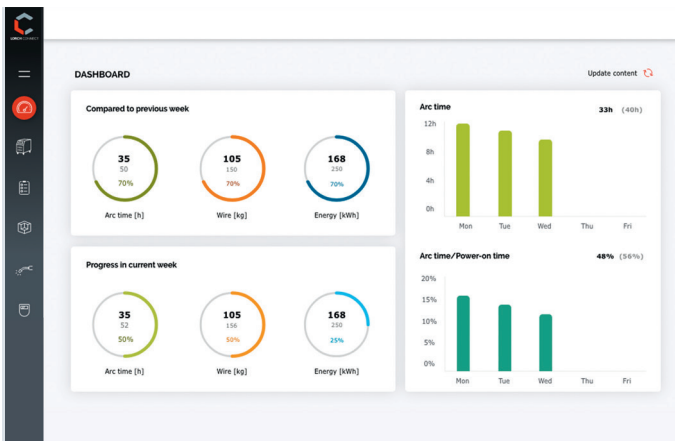 LORCH CONNECT
DASHBOARD
Update content
Compared to previous week
35
50
70%
Arc time [h]
105
150
70%
Wire [kg]
168
250
70%
Energy [kWh]
Progress in current week
35
52
50%
Arc time [h]
105
156
50%
Wire [kg]
168
250
25%
Energy [kWh]
Arc time
33h (40h)
12h
8h
4h
0h
Mon Tue Wed Thu Fri
Arc time/Power-on time
48% (56%)
20%
15%
10%
5%
0%
Mon Tue Wed Thu Fri